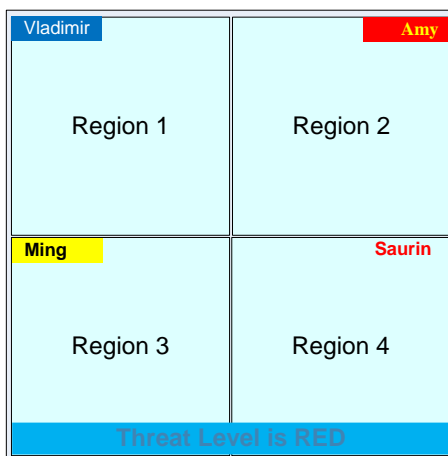 Vladimir
Amy
Region 1
Region 2
Ming
Saurin
Region 3
Region 4
Threat Level is RED